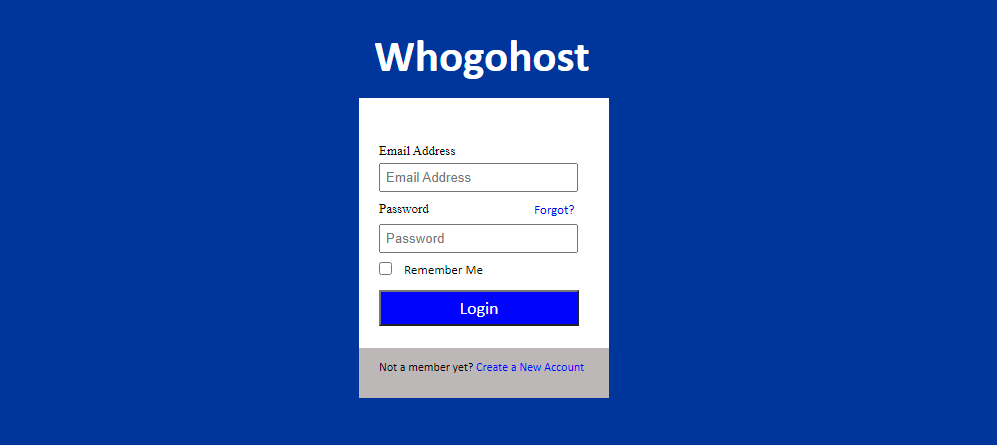 Whogohost
Email Address
Email Address
Password Forgot?
Password
Remember Me
Login
Not a member yet? Create a New Account